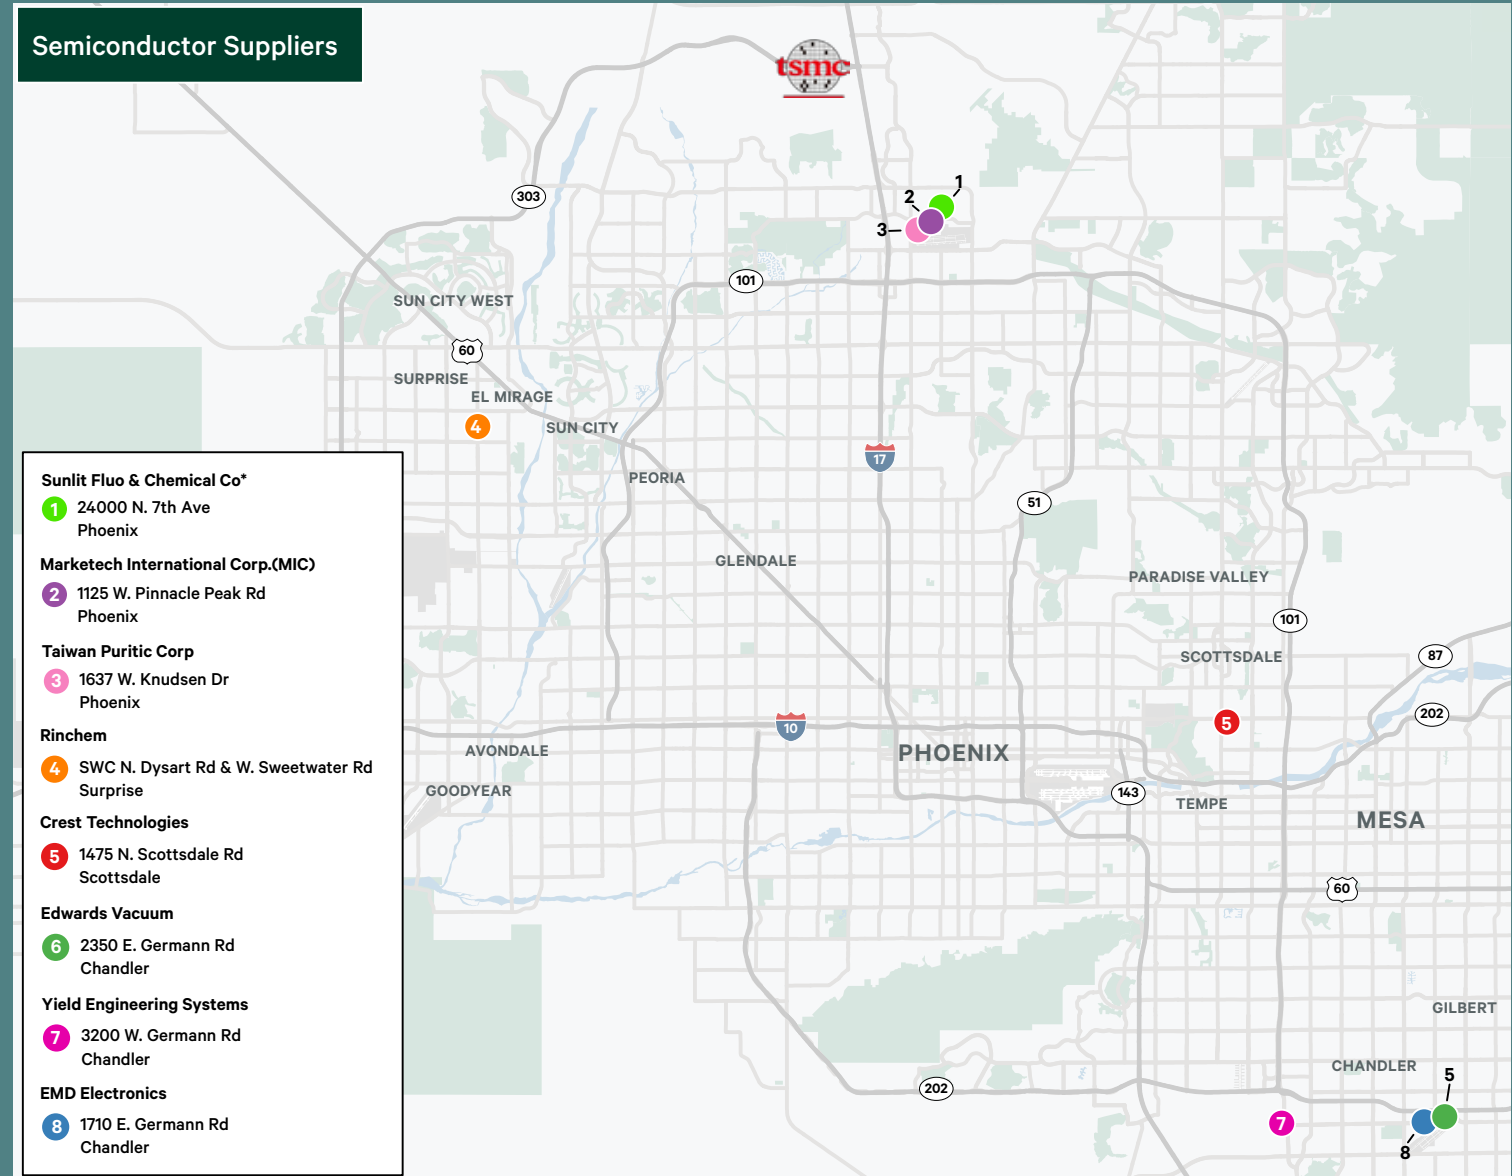 Semiconductor Suppliers
tsmc
1
2
3
303
101
SUN CITY WEST
60
SURPRISE
EL MIRAGE
4
SUN CITY
17
PEORIA
51
GLENDALE
PARADISE VALLEY
101
SCOTTSDALE
87
202
5
10
AVONDALE
PHOENIX
GOODYEAR
143
TEMPE
MESA
60
GILBERT
CHANDLER
5
202
7
8
Sunlit Fluo & Chemical Co*
1 24000 N. 7th Ave
Phoenix
Marketech International Corp.(MIC)
2 1125 W. Pinnacle Peak Rd
Phoenix
Taiwan Puritic Corp
3 1637 W. Knudsen Dr
Phoenix
Rinchem
4 SWC N. Dysart Rd & W. Sweetwater Rd
Surprise
Crest Technologies
5 1475 N. Scottsdale Rd
Scottsdale
Edwards Vacuum
6 2350 E. Germann Rd
Chandler
Yield Engineering Systems
7 3200 W. Germann Rd
Chandler
EMD Electronics
8 1710 E. Germann Rd
Chandler